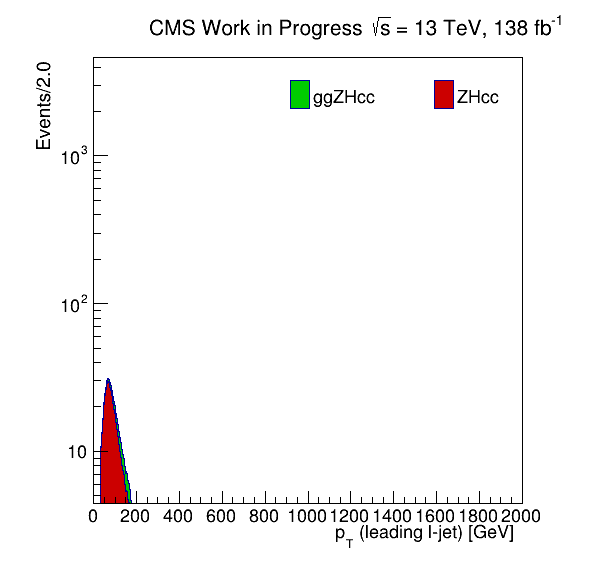 CMS Work in Progress √s = 13 TeV, 138 fb⁻¹
Events/2.0
ggZHcc ZHcc
10³
10²
10
0 200 400 600 800 1000 1200 1400 1600 1800 2000
p_T (leading l-jet) [GeV]